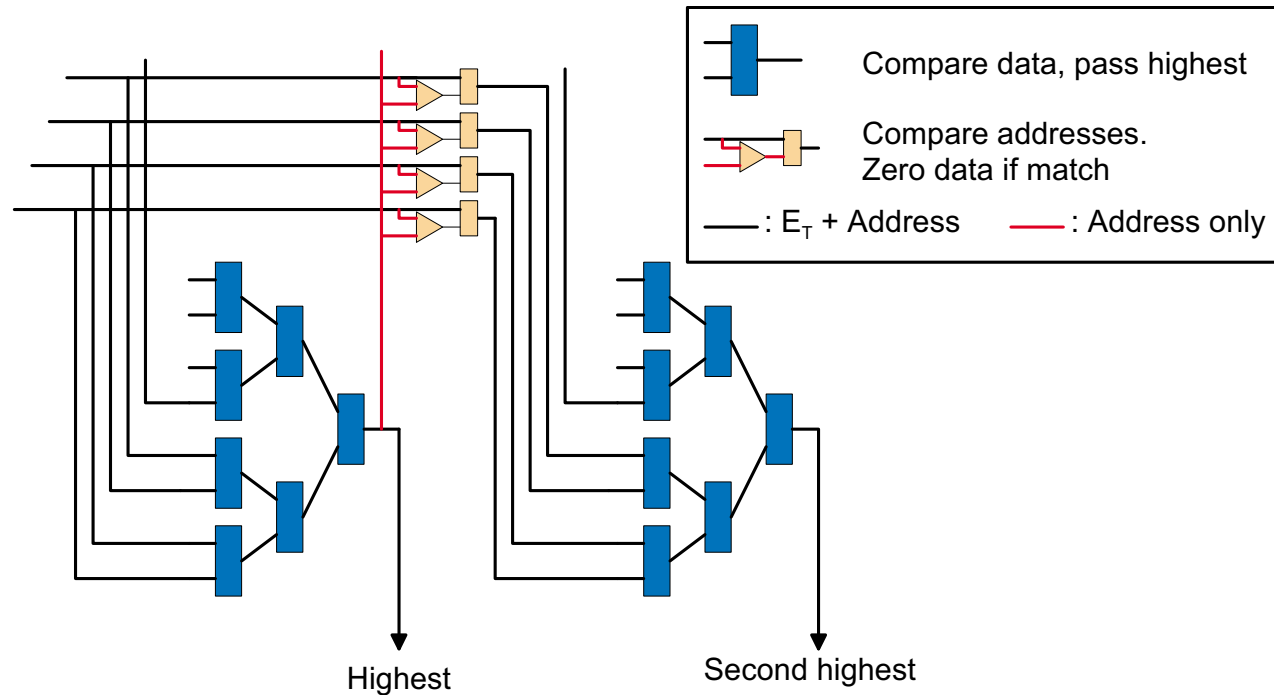 Compare data, pass highest
Compare addresses.
Zero data if match
: E_T + Address : Address only
Highest
Second highest